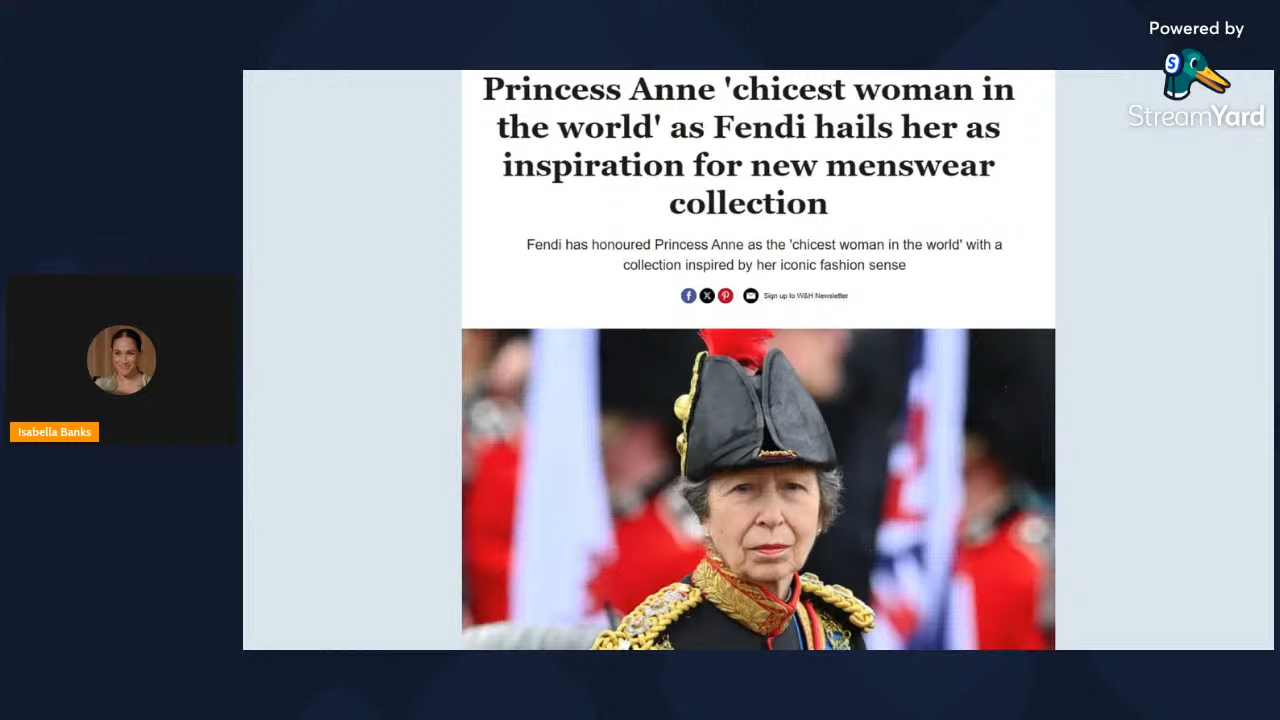 Powered by
StreamYard
Princess Anne 'chicest woman in
the world' as Fendi hails her as
inspiration for new menswear
collection
Fendi has honoured Princess Anne as the 'chicest woman in the world' with a
collection inspired by her iconic fashion sense
Sign up to W&H Newsletter
Isabella Banks